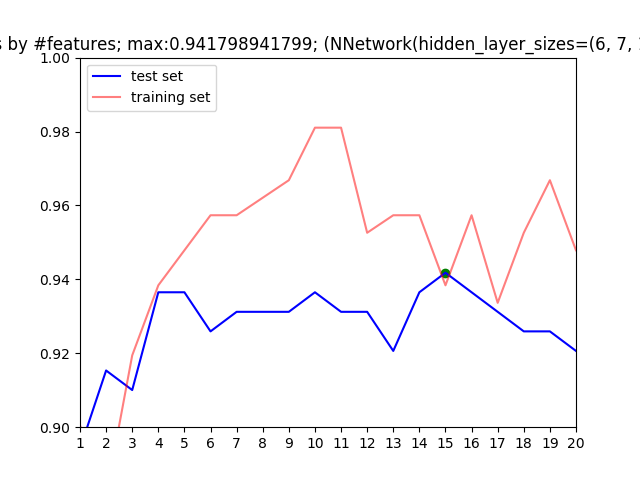 by #features; max:0.941798941799; (NNetwork(hidden_layer_sizes=(6, 7,
test set
training set
1.00
0.98
0.96
0.94
0.92
0.90
1 2 3 4 5 6 7 8 9 10 11 12 13 14 15 16 17 18 19 20